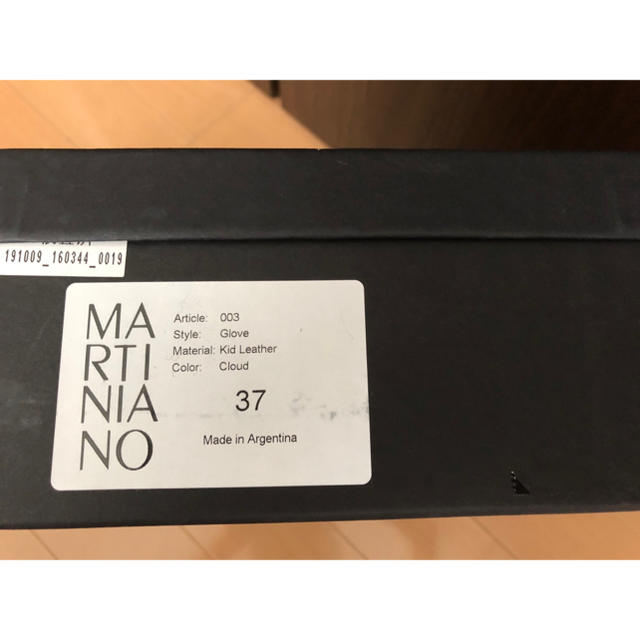 191009_160344_0019
MA
RTI
NIA
NO
Article: 003
Style: Glove
Material: Kid Leather
Color: Cloud
37
Made in Argentina